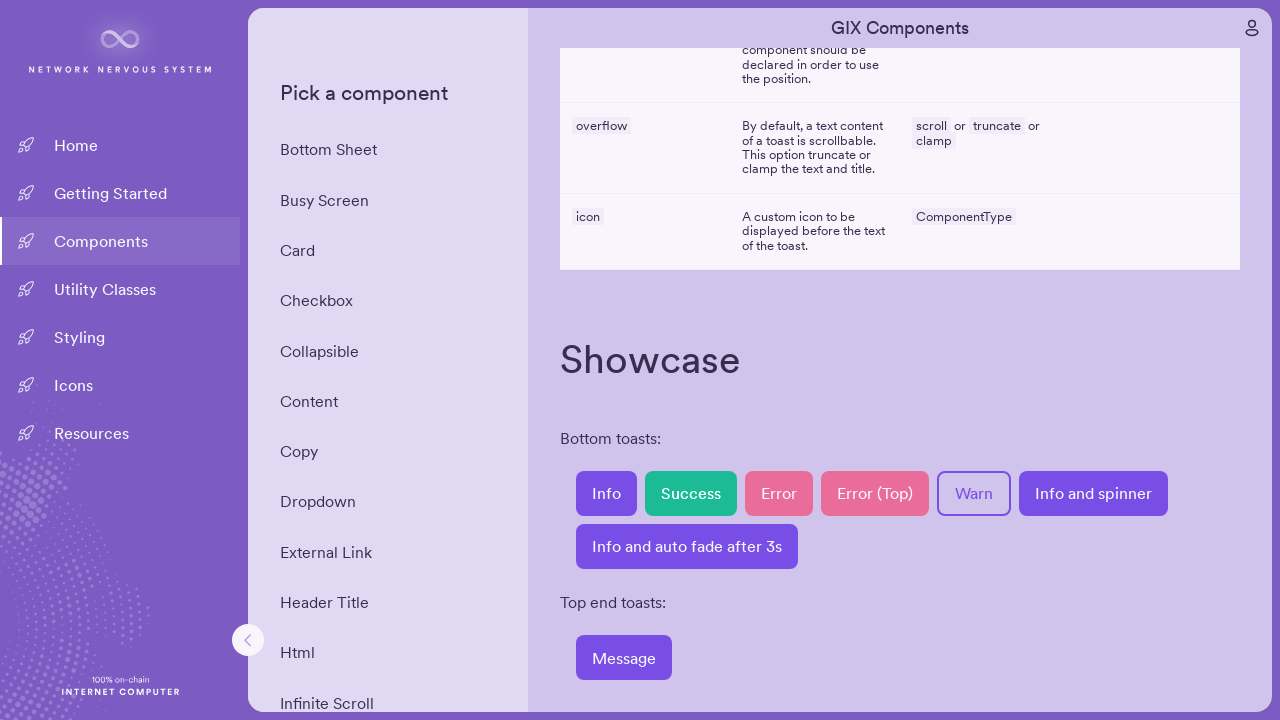 NETWORK NERVOUS SYSTEM
Home
Getting Started
Components
Utility Classes
Styling
Icons
Resources
100% on-chain
INTERNET COMPUTER
Pick a component
Bottom Sheet
Busy Screen
Card
Checkbox
Collapsible
Content
Copy
Dropdown
External Link
Header Title
Html
Infinite Scroll
GIX Components
component should be
declared in order to use
the position.
overflow
By default, a text content
of a toast is scrollable.
This option truncate or
clamp the text and title.
scroll or truncate or
clamp
icon
A custom icon to be
displayed before the text
of the toast.
ComponentType
Showcase
Bottom toasts:
Info Success Error Error (Top) Warn Info and spinner
Info and auto fade after 3s
Top end toasts:
Message